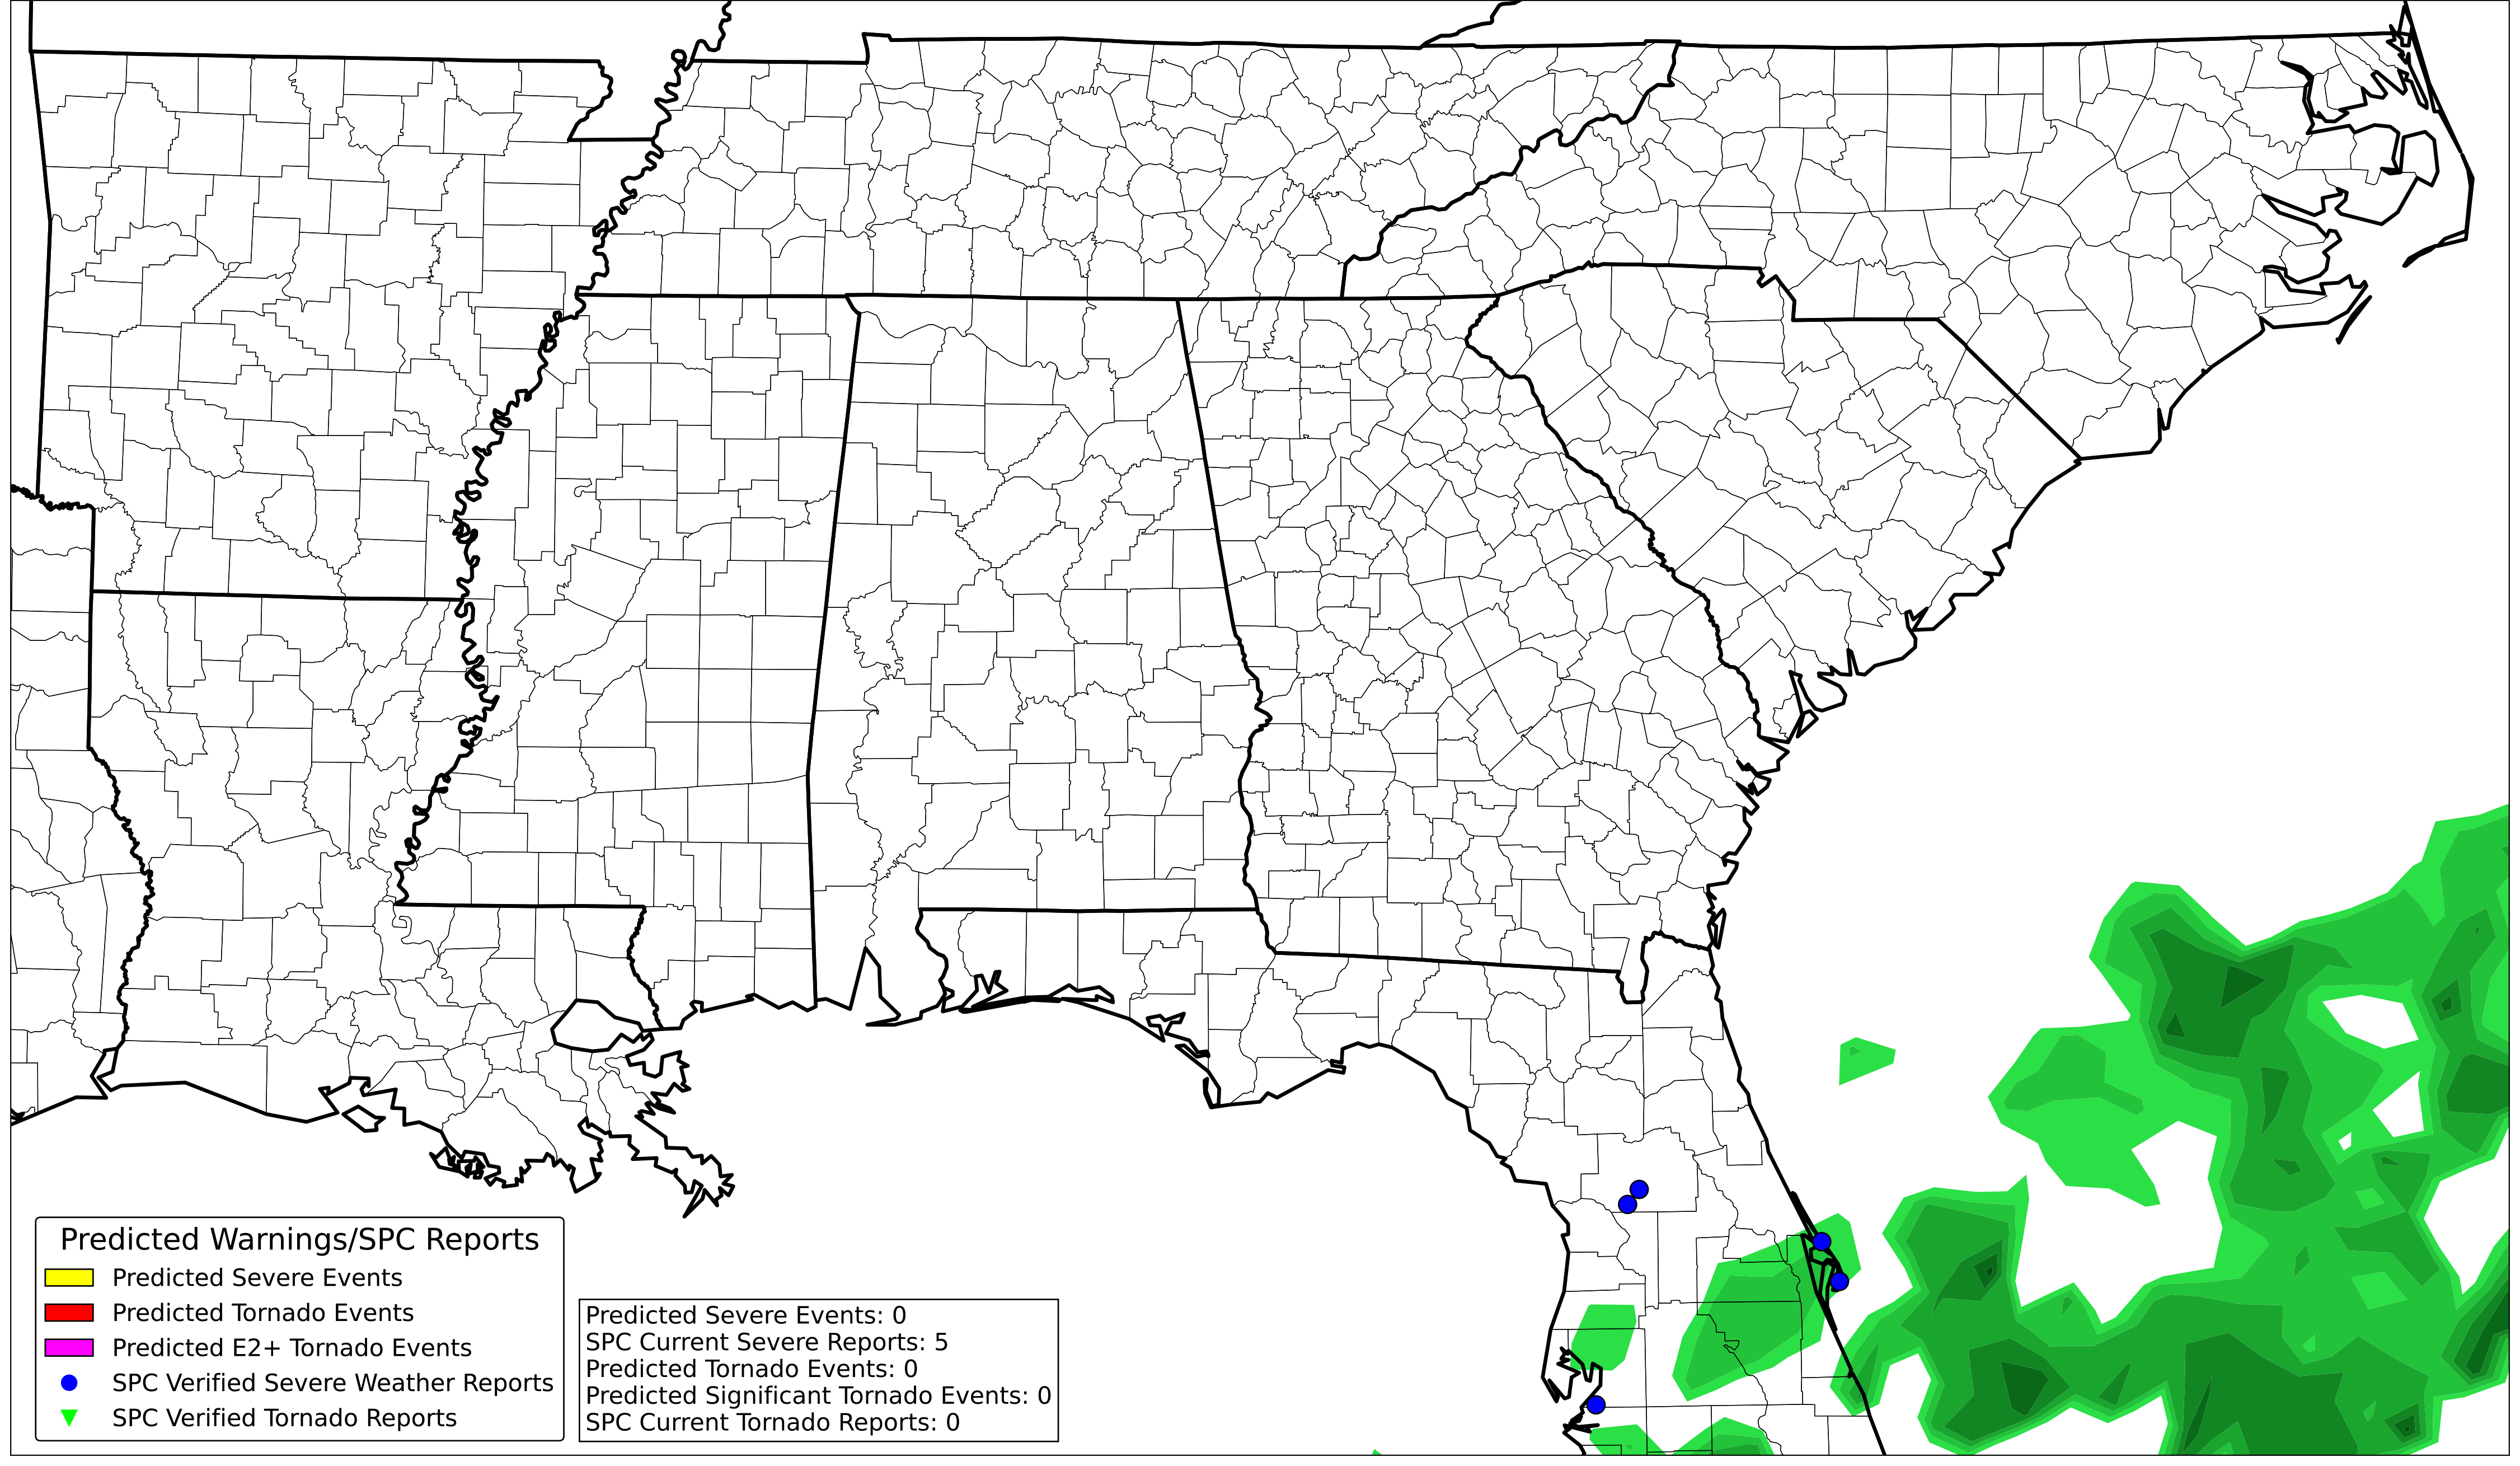 Predicted Warnings/SPC Reports
Predicted Severe Events
Predicted Tornado Events
Predicted E2+ Tornado Events
SPC Verified Severe Weather Reports
SPC Verified Tornado Reports
Predicted Severe Events: 0
SPC Current Severe Reports: 5
Predicted Tornado Events: 0
Predicted Significant Tornado Events: 0
SPC Current Tornado Reports: 0